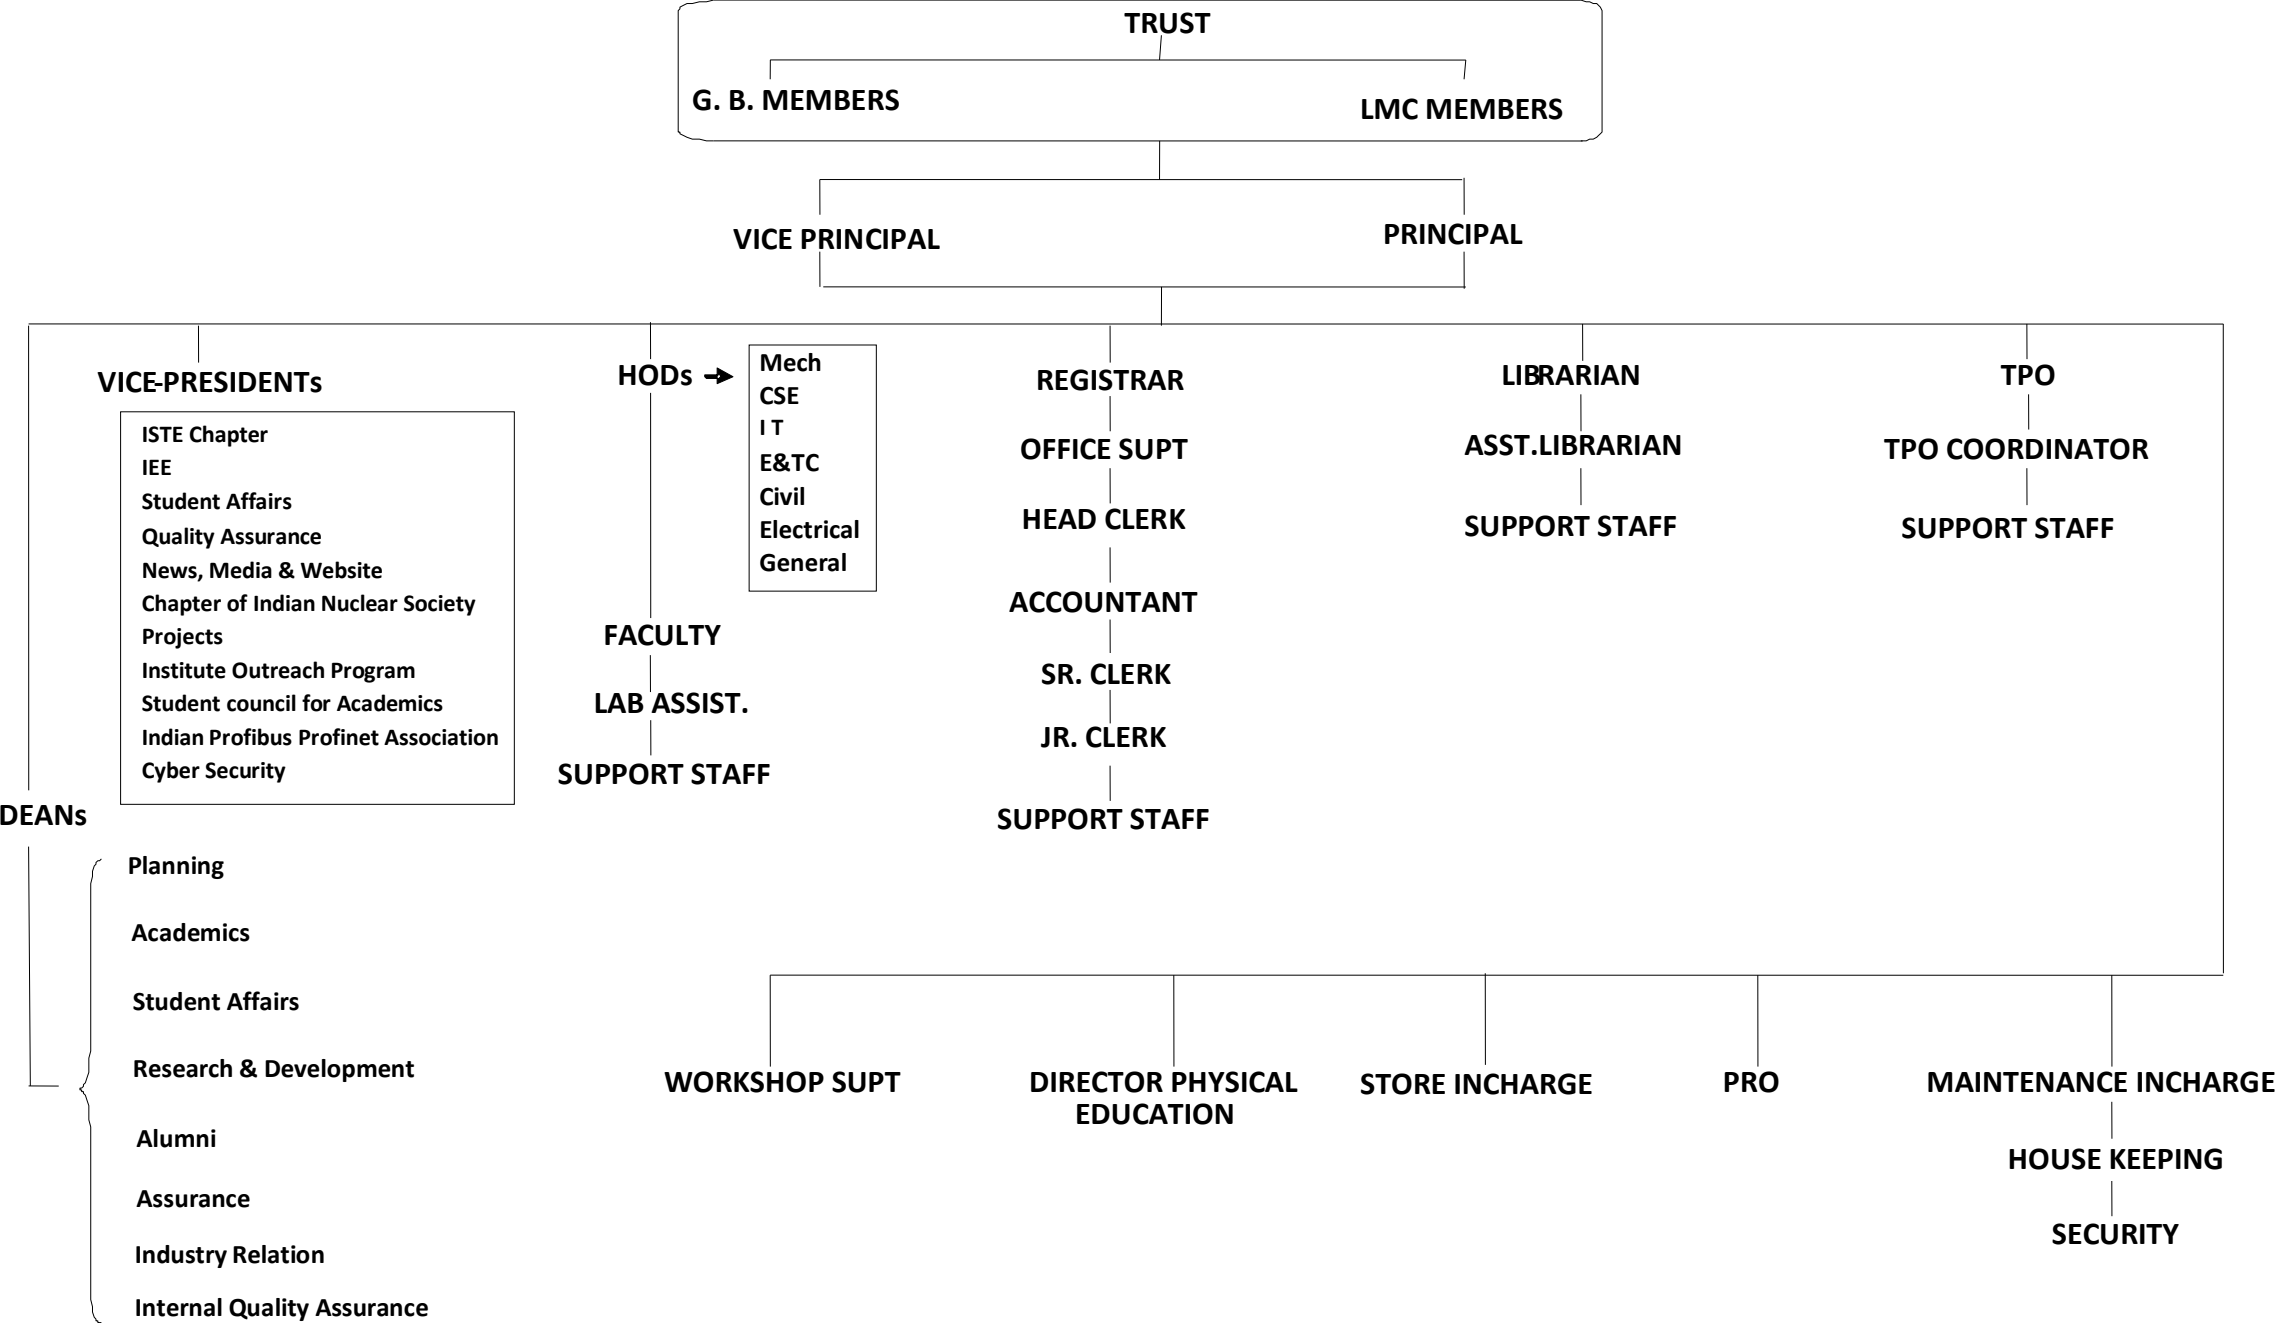 TRUST
G. B. MEMBERS
LMC MEMBERS
VICE PRINCIPAL
PRINCIPAL
VICE-PRESIDENTs
ISTE Chapter
IEE
Student Affairs
Quality Assurance
News, Media & Website
Chapter of Indian Nuclear Society
Projects
Institute Outreach Program
Student council for Academics
Indian Profibus Profinet Association
Cyber Security
HODs
Mech
CSE
I T
E&TC
Civil
Electrical
General
FACULTY
LAB ASSIST.
SUPPORT STAFF
REGISTRAR
OFFICE SUPT
HEAD CLERK
ACCOUNTANT
SR. CLERK
JR. CLERK
SUPPORT STAFF
LIBRARIAN
ASST.LIBRARIAN
SUPPORT STAFF
TPO
TPO COORDINATOR
SUPPORT STAFF
DEANs
Planning
Academics
Student Affairs
Research & Development
Alumni
Assurance
Industry Relation
Internal Quality Assurance
WORKSHOP SUPT
DIRECTOR PHYSICAL
EDUCATION
STORE INCHARGE
PRO
MAINTENANCE INCHARGE
HOUSE KEEPING
SECURITY